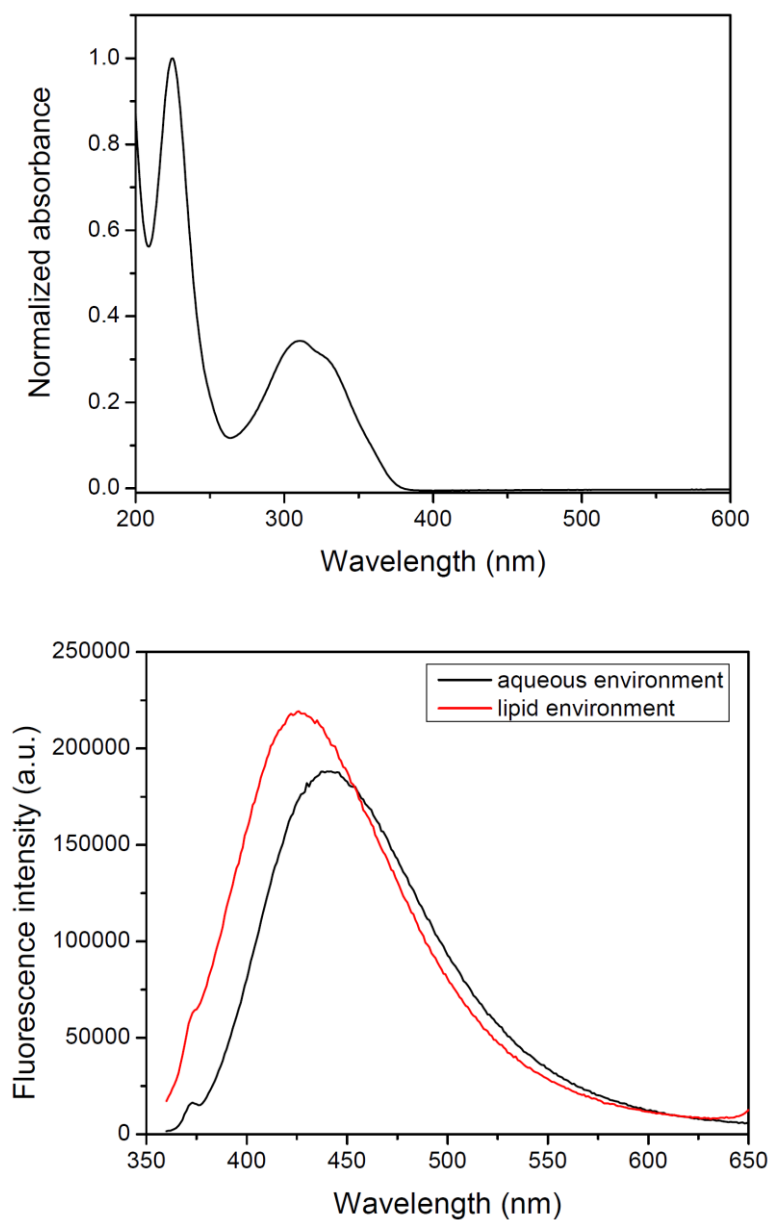 Normalized absorbance
1.0
0.8
0.6
0.4
0.2
0.0
200 300 400 500 600
Wavelength (nm)
Fluorescence intensity (a.u.)
250000
200000
150000
100000
50000
0
aqueous environment
lipid environment
350 400 450 500 550 600 650
Wavelength (nm)